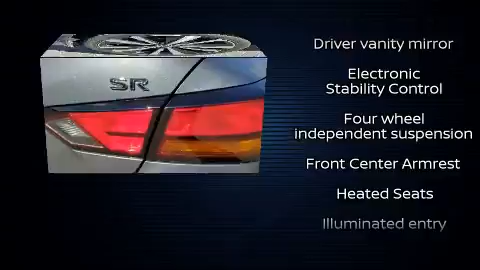 SR
Driver vanity mirror
Electronic
Stability Control
Four wheel
independent suspension
Front Center Armrest
Heated Seats
Illuminated entry